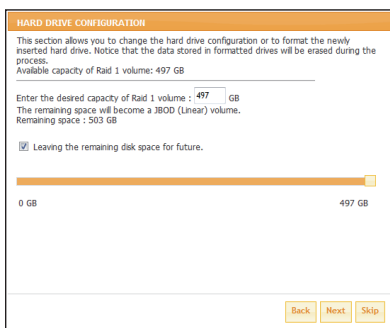 HARD DRIVE CONFIGURATION
This section allows you to change the hard drive configuration or to format the newly
inserted hard drive. Notice that the data stored in formatted drives will be erased during the
process.
Available capacity of Raid 1 volume: 497 GB
Enter the desired capacity of Raid 1 volume : 497 GB
The remaining space will become a JBOD (Linear) volume.
Remaining space : 503 GB
Leaving the remaining disk space for future.
0 GB 497 GB
Back Next Skip